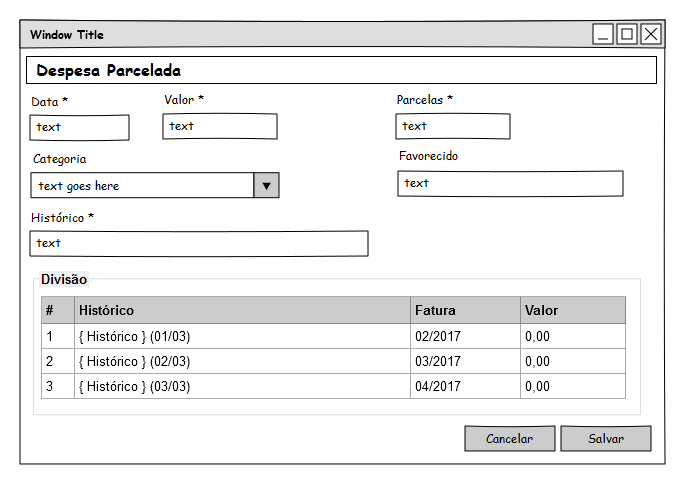 Window Title
Despesa Parcelada
Data * Valor * Parcelas *
text text text
Categoria Favorecido
text goes here text
Histórico *
text
Divisão
# Histórico Fatura Valor
1 { Histórico } (01/03) 02/2017 0,00
2 { Histórico } (02/03) 03/2017 0,00
3 { Histórico } (03/03) 04/2017 0,00
Cancelar Salvar